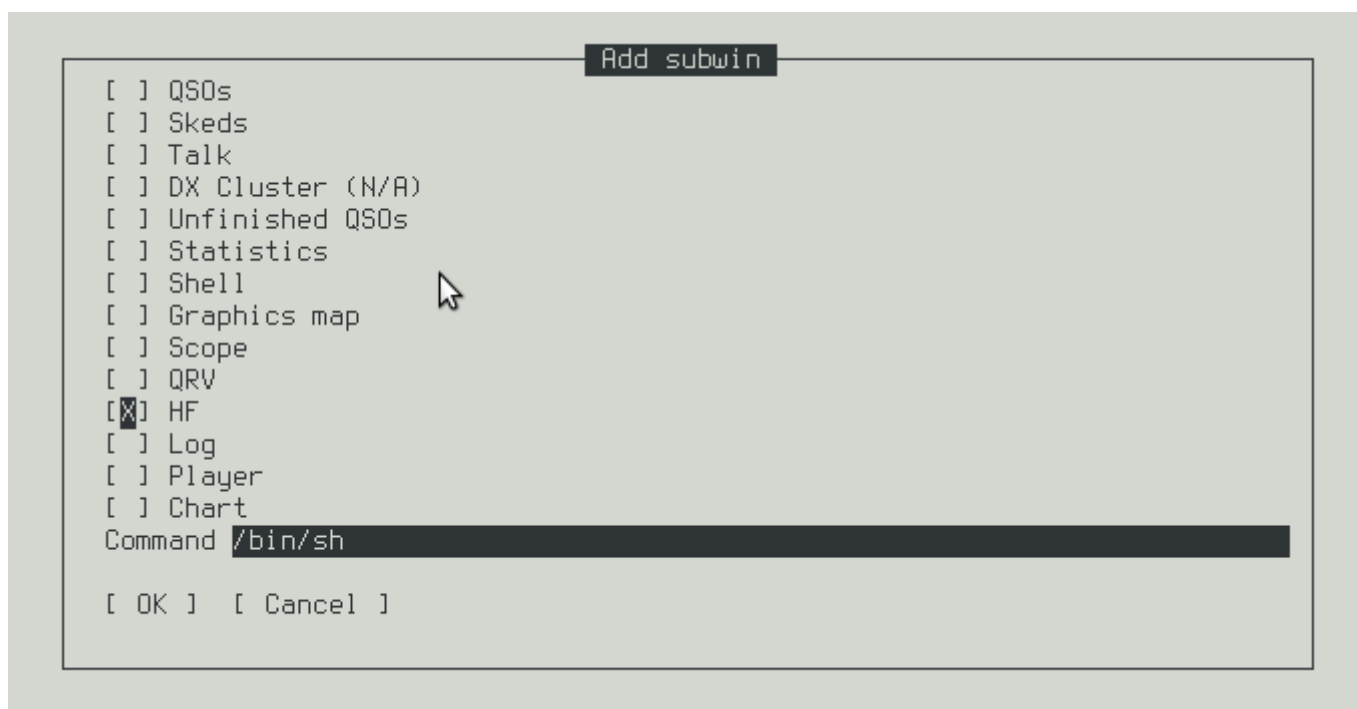 Add subwin
[ ] QSOs
[ ] Skeds
[ ] Talk
[ ] DX Cluster (N/A)
[ ] Unfinished QSOs
[ ] Statistics
[ ] Shell
[ ] Graphics map
[ ] Scope
[ ] QRV
[X] HF
[ ] Log
[ ] Player
[ ] Chart
Command /bin/sh
[ OK ] [ Cancel ]